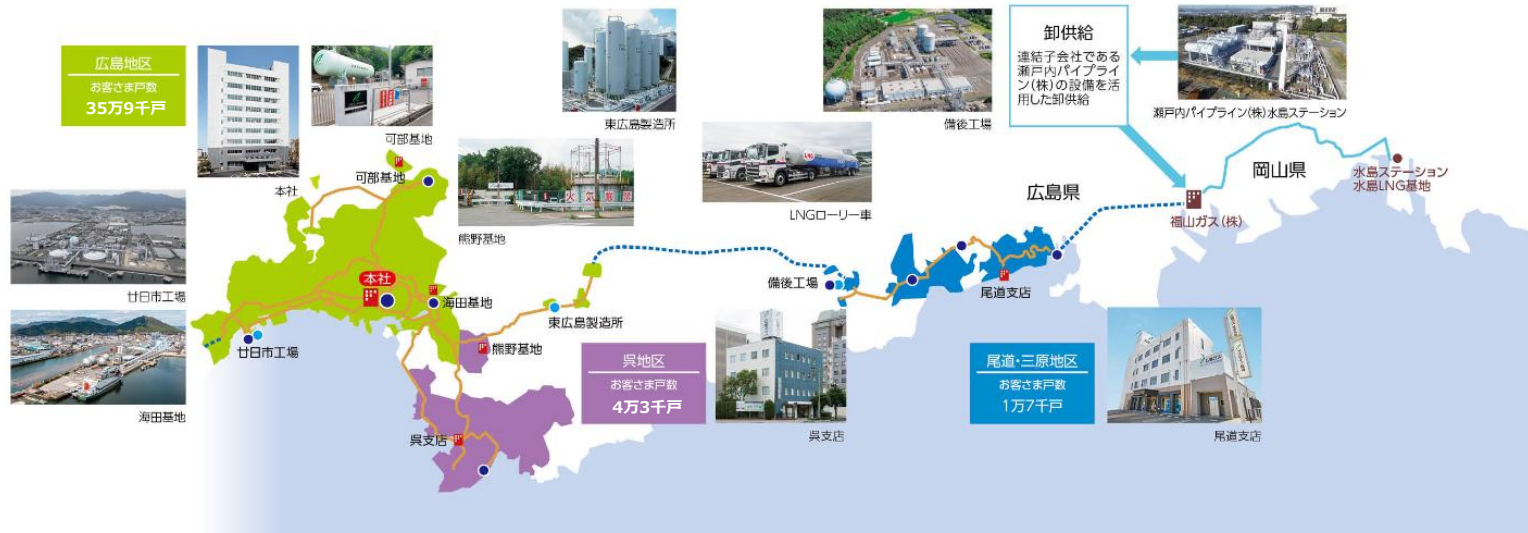 広島地区
お客さま戸数
35万9千戸
本社
可部基地
東広島製造所
備後工場
卸供給
連結子会社である
瀬戸内パイプライ
ン(株)の設備を活
用した卸供給
瀬戸内パイプライン(株)水島ステーション
熊野基地
火気厳禁
LNG
LNGローリー車
廿日市工場
海田基地
可部基地
本社
海田基地
廿日市工場
熊野基地
東広島製造所
呉支店
備後工場
尾道支店
広島県
岡山県
福山ガス(株)
水島ステーション
水島LNG基地
呉地区
お客さま戸数
4万3千戸
呉支店
尾道・三原地区
お客さま戸数
1万7千戸
尾道支店